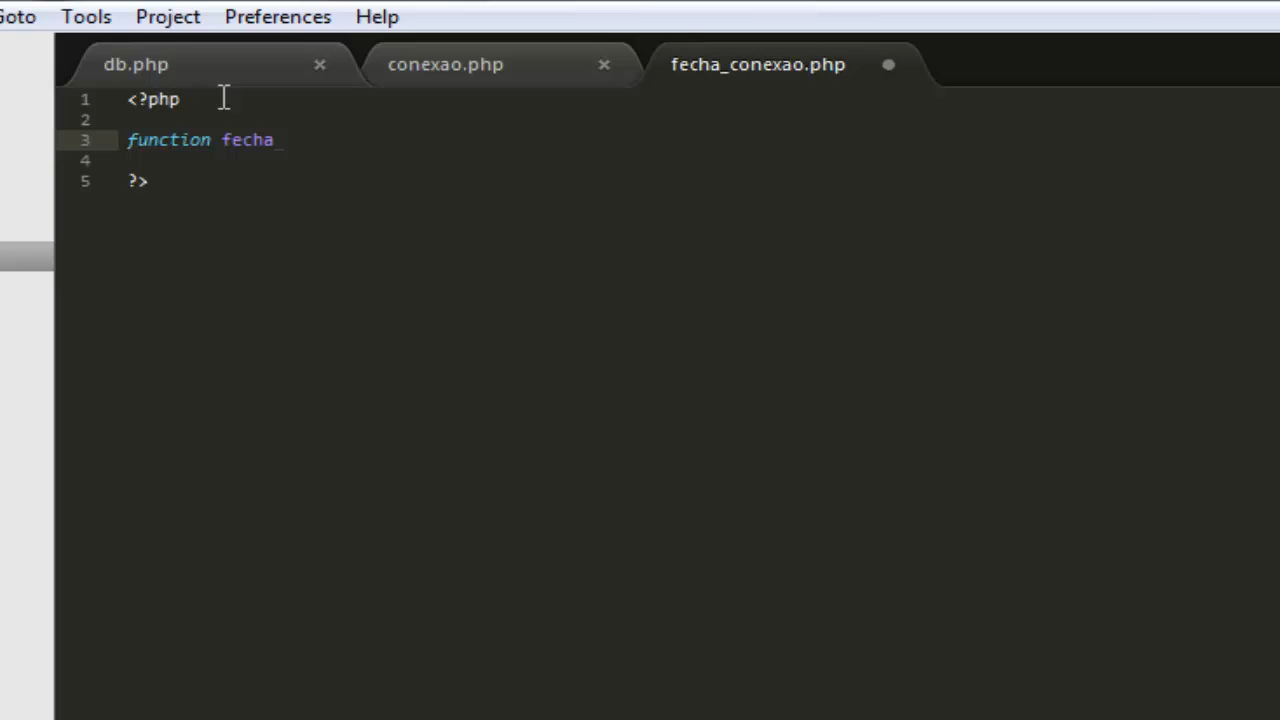 Goto Tools Project Preferences Help
db.php × conexao.php × fecha_conexao.php
1 <?php
2
3 function fecha_
4
5 ?>